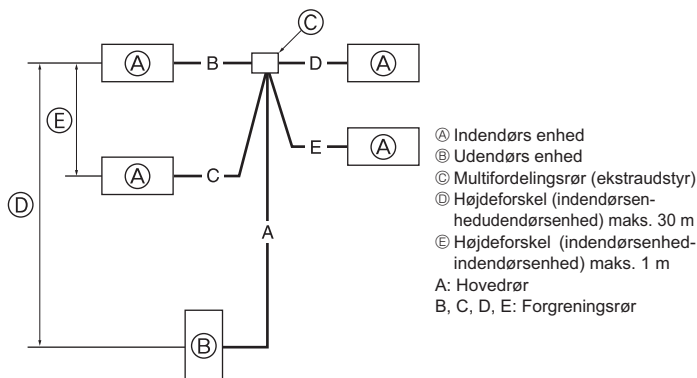 Ⓒ
Ⓐ B D Ⓐ
Ⓔ
Ⓐ C E Ⓐ
Ⓓ
A
Ⓑ
Ⓐ Indendørs enhed
Ⓑ Udendørs enhed
Ⓒ Multifordelingsrør (ekstraudstyr)
Ⓓ Højdeforskel (indendørsen-
hedudendørsenhed) maks. 30 m
Ⓔ Højdeforskel (indendørsenhed-
indendørsenhed) maks. 1 m
A: Hovedrør
B, C, D, E: Forgreningsrør